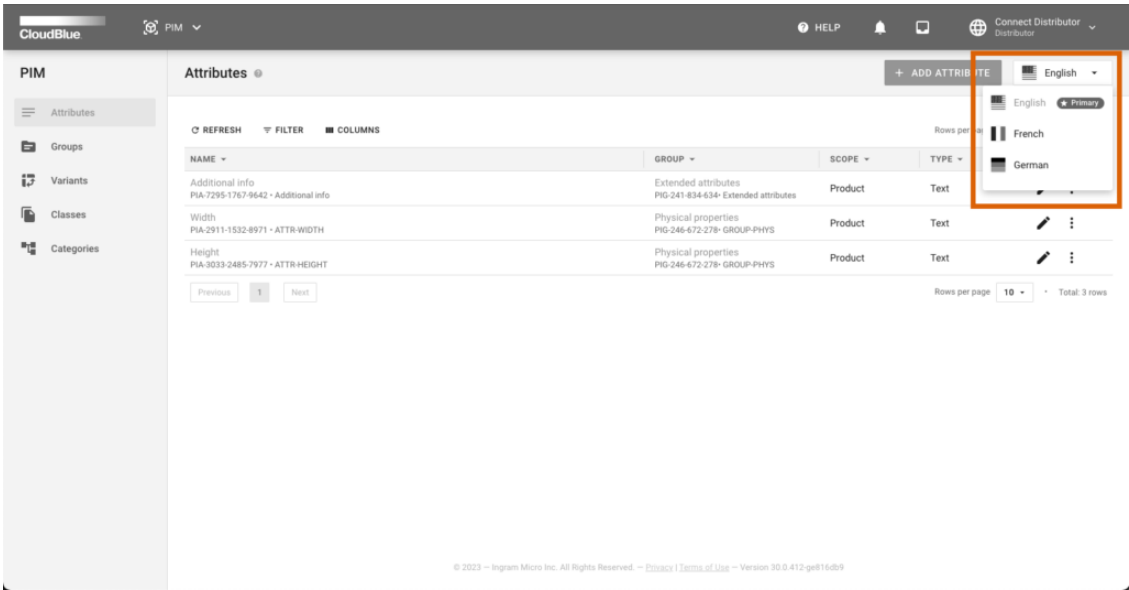 CloudBlue
PIM
HELP
Connect Distributor
Distributor
PIM
Attributes
+ ADD ATTRIBUTE
English
Attributes
English ★ Primary
Groups
REFRESH FILTER COLUMNS
Rows per
French
NAME GROUP SCOPE TYPE
German
Variants
Additional info Extended attributes Product Text
PIA-7295-1767-9642 • Additional info PIG-241-834-634• Extended attributes
Classes
Width Physical properties Product Text
PIA-2911-1532-8971 • ATTR-WIDTH PIG-246-672-278• GROUP-PHYS
Categories
Height Physical properties Product Text
PIA-3033-2485-7977 • ATTR-HEIGHT PIG-246-672-278• GROUP-PHYS
Previous 1 Next Rows per page 10 • Total: 3 rows
© 2023 — Ingram Micro Inc. All Rights Reserved. — Privacy | Terms of Use — Version 30.0.412-ge816db9